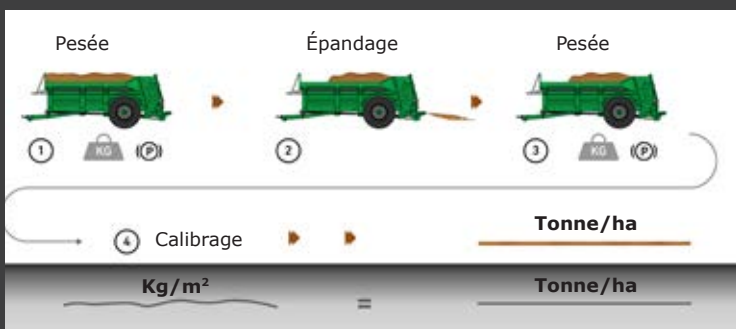 Pesée
Épandage
Pesée
1 KG ((P))
2
3 KG ((P))
4 Calibrage
Tonne/ha
Kg/m² = Tonne/ha